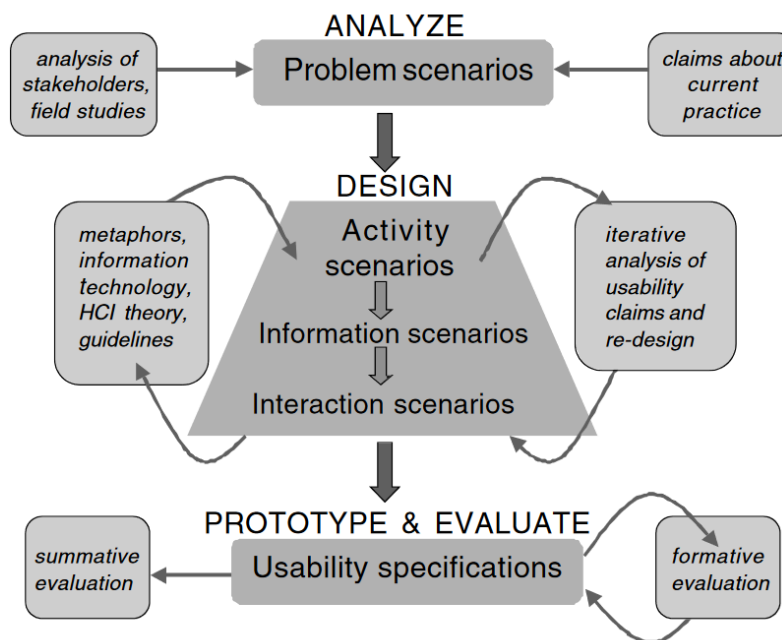 ANALYZE
analysis of
stakeholders,
field studies
Problem scenarios
claims about
current
practice
DESIGN
metaphors,
information
technology,
HCI theory,
guidelines
Activity
scenarios
Information scenarios
Interaction scenarios
iterative
analysis of
usability
claims and
re-design
PROTOTYPE & EVALUATE
summative
evaluation
Usability specifications
formative
evaluation